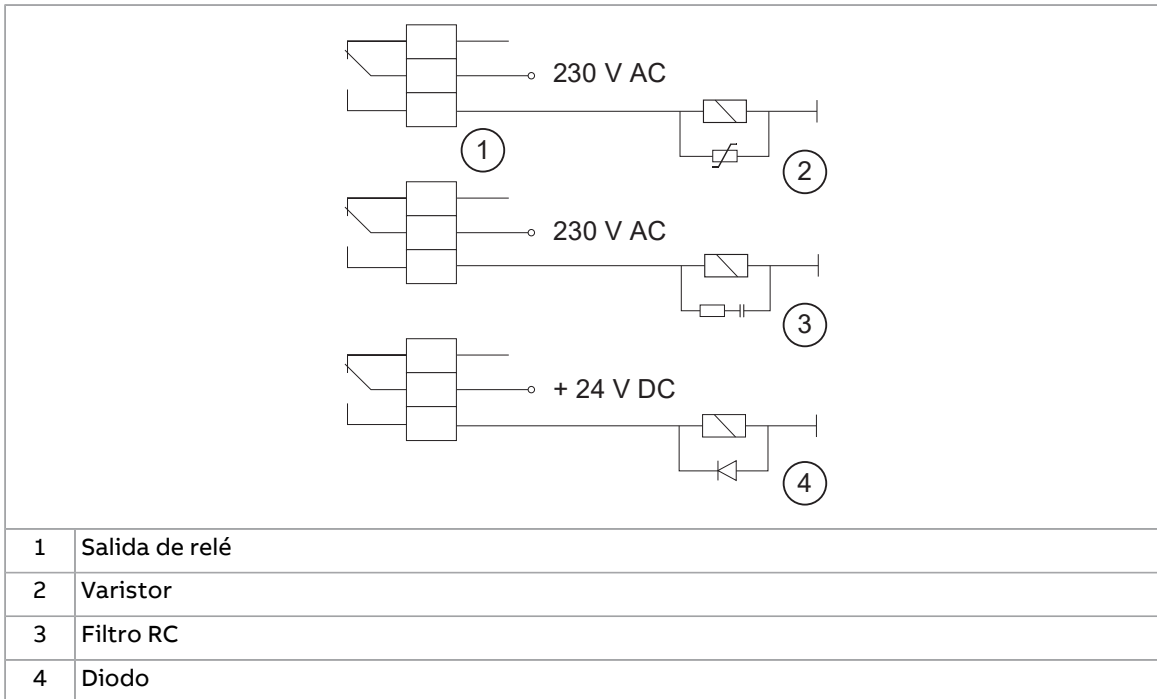 230 V AC
1
2
230 V AC
3
+ 24 V DC
4
1 Salida de relé
2 Varistor
3 Filtro RC
4 Diodo